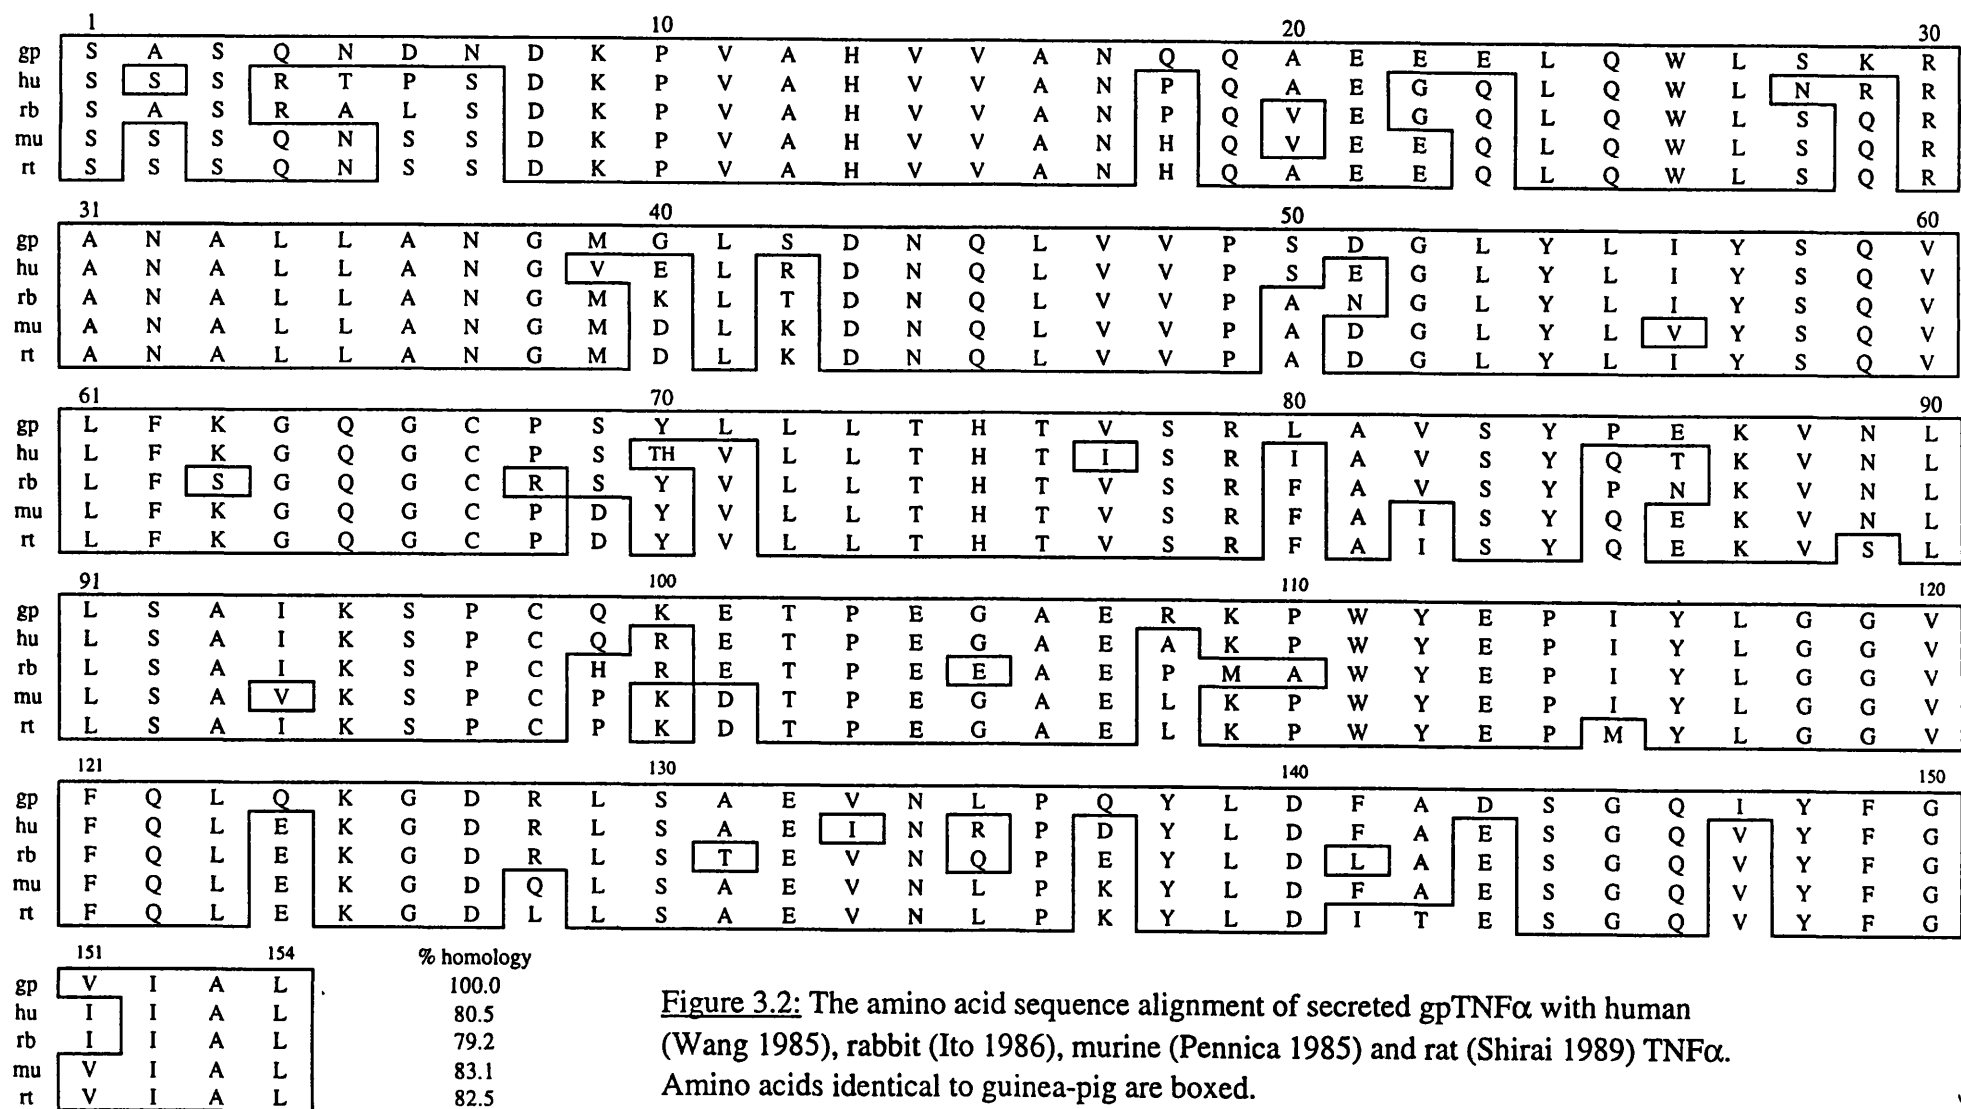 1 10 20 30
gp S A S Q N D N D K P V A H V V A N Q Q A E E E L Q W L S K R
hu S S S R T P S D K P V A H V V A N P Q A E G Q L Q W L N R R
rb S A S R A L S D K P V A H V V A N P Q V E G Q L Q W L S Q R
mu S S S Q N S S D K P V A H V V A N H Q V E E Q L Q W L S Q R
rt S S S Q N S S D K P V A H V V A N H Q A E E Q L Q W L S Q R
31 40 50 60
gp A N A L L A N G M G L S D N Q L V V P S D G L Y L I Y S Q V
hu A N A L L A N G V E L R D N Q L V V P S E G L Y L I Y S Q V
rb A N A L L A N G M K L T D N Q L V V P A N G L Y L I Y S Q V
mu A N A L L A N G M D L K D N Q L V V P A D G L Y L V Y S Q V
rt A N A L L A N G M D L K D N Q L V V P A D G L Y L I Y S Q V
61 70 80 90
gp L F K G Q G C P S Y L L L T H T V S R L A V S Y P E K V N L
hu L F K G Q G C P S TH V L L T H T I S R I A V S Y Q T K V N L
rb L F S G Q G C R S Y V L L T H T V S R F A V S Y P N K V N L
mu L F K G Q G C P D Y V L L T H T V S R F A I S Y Q E K V N L
rt L F K G Q G C P D Y V L L T H T V S R F A I S Y Q E K V S L
91 100 110 120
gp L S A I K S P C Q K E T P E G A E R K P W Y E P I Y L G G V
hu L S A I K S P C Q R E T P E G A E A K P W Y E P I Y L G G V
rb L S A I K S P C H R E T P E E A E P M A W Y E P I Y L G G V
mu L S A V K S P C P K D T P E G A E L K P W Y E P I Y L G G V
rt L S A I K S P C P K D T P E G A E L K P W Y E P M Y L G G V
121 130 140 150
gp F Q L Q K G D R L S A E V N L P Q Y L D F A D S G Q I Y F G
hu F Q L E K G D R L S A E I N R P D Y L D F A E S G Q V Y F G
rb F Q L E K G D R L S T E V N Q P E Y L D L A E S G Q V Y F G
mu F Q L E K G D Q L S A E V N L P K Y L D F A E S G Q V Y F G
rt F Q L E K G D L L S A E V N L P K Y L D I T E S G Q V Y F G
151 154 % homology
gp V I A L 100.0
hu I I A L 80.5
rb I I A L 79.2
mu V I A L 83.1
rt V I A L 82.5
Figure 3.2: The amino acid sequence alignment of secreted gpTNFα with human
(Wang 1985), rabbit (Ito 1986), murine (Pennica 1985) and rat (Shirai 1989) TNFα.
Amino acids identical to guinea-pig are boxed.